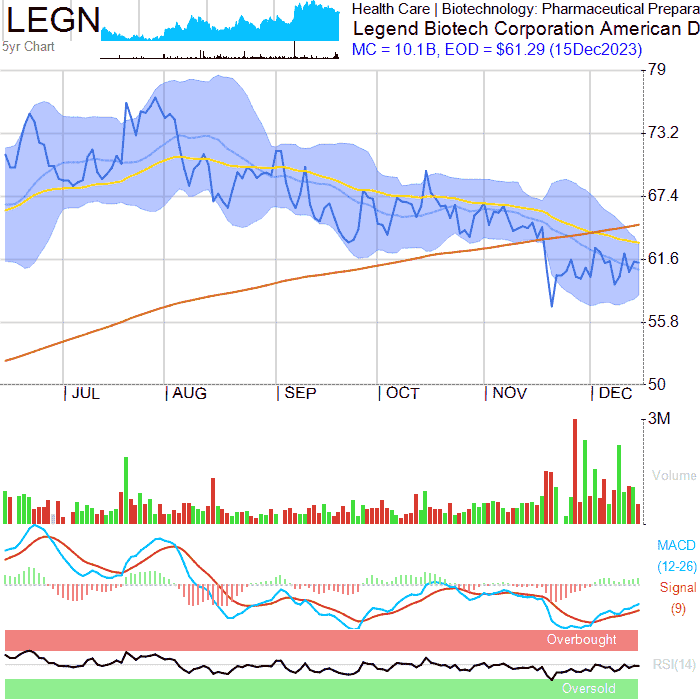 LEGN
5yr Chart
Health Care | Biotechnology: Pharmaceutical Prepara
Legend Biotech Corporation American D
MC = 10.1B, EOD = $61.29 (15Dec2023)
79
73.2
67.4
61.6
55.8
50
JUL AUG SEP OCT NOV DEC
3M
Volume
MACD
(12-26)
Signal
(9)
Overbought
RSI(14)
Oversold